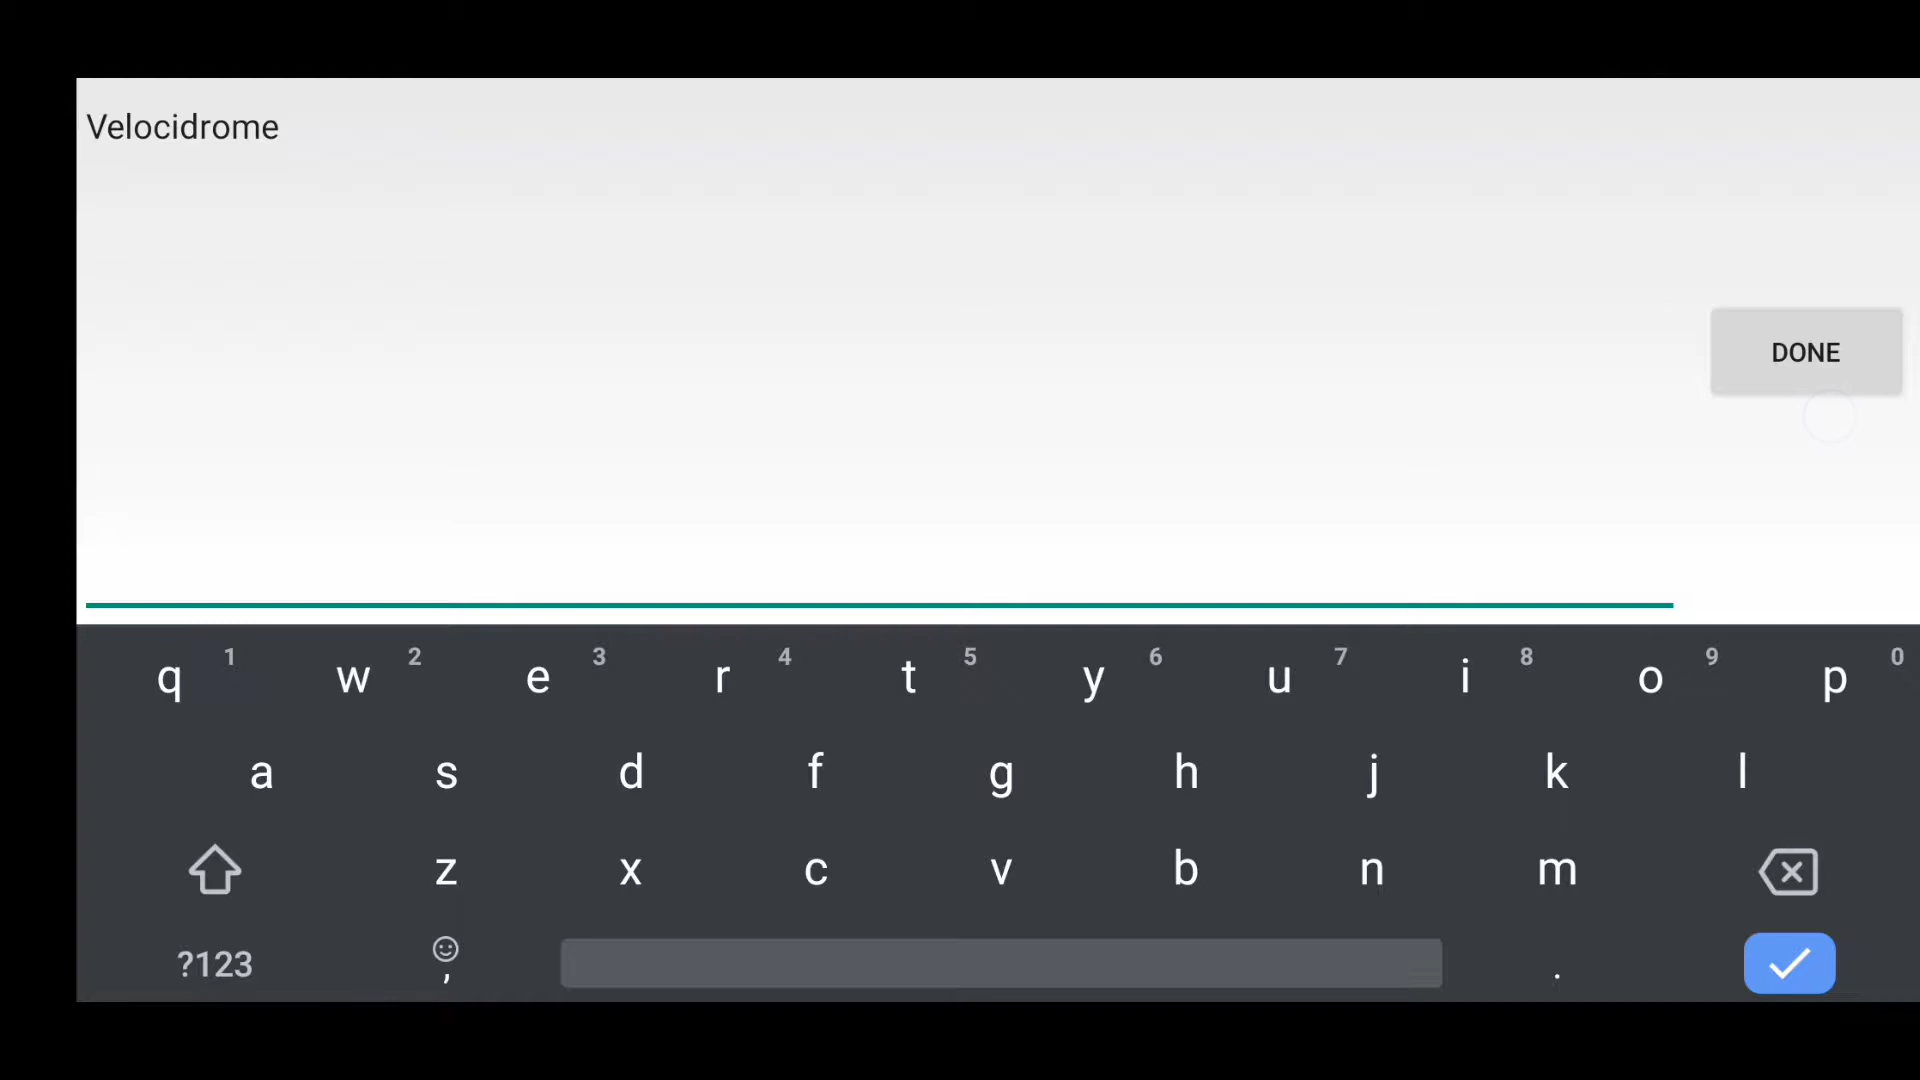 Velocidrome
DONE
q 1 w 2 e 3 r 4 t 5 y 6 u 7 i 8 o 9 p 0
a s d f g h j k l
z x c v b n m
?123 , .